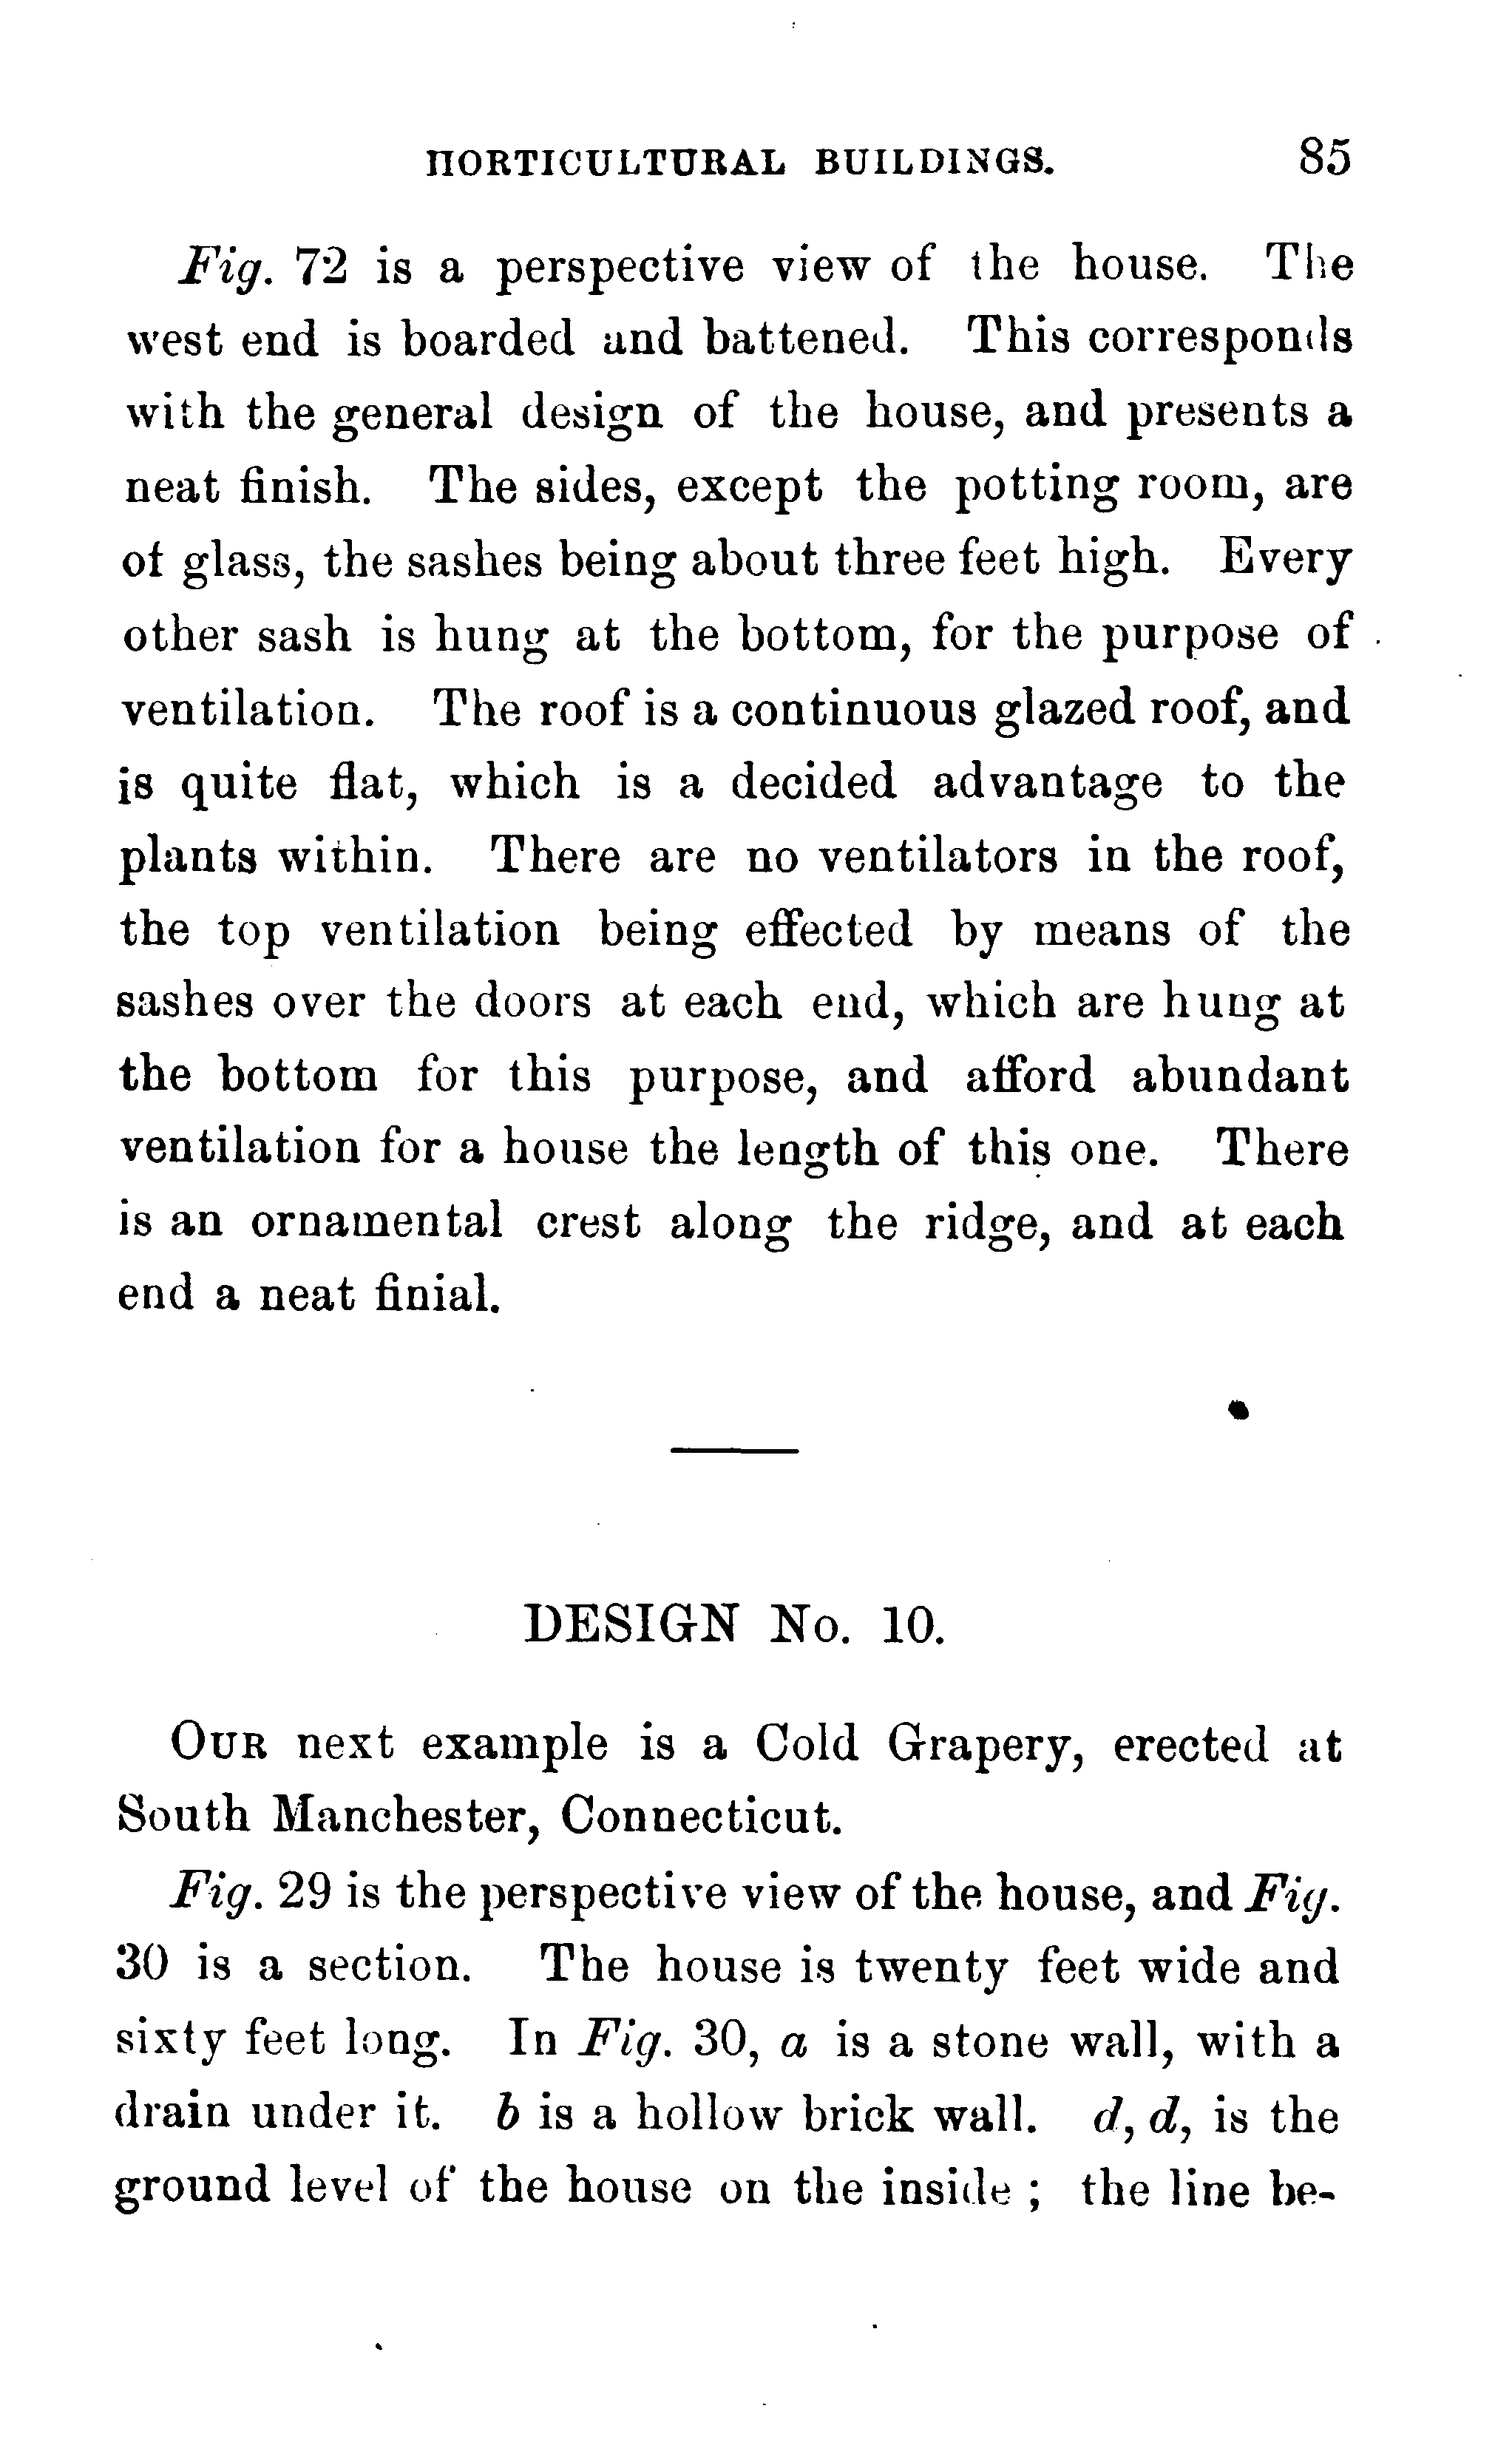 HORTICULTURAL BUILDINGS. 85
Fig. 72 is a perspective view of the house. The
west end is boarded and battened. This corresponds
with the general design of the house, and presents a
neat finish. The sides, except the potting room, are
of glass, the sashes being about three feet high. Every
other sash is hung at the bottom, for the purpose of
ventilation. The roof is a continuous glazed roof, and
is quite flat, which is a decided advantage to the
plants within. There are no ventilators in the roof,
the top ventilation being effected by means of the
sashes over the doors at each end, which are hung at
the bottom for this purpose, and afford abundant
ventilation for a house the length of this one. There
is an ornamental crest along the ridge, and at each
end a neat finial.
DESIGN No. 10.
OUR next example is a Cold Grapery, erected at
South Manchester, Connecticut.
Fig. 29 is the perspective view of the house, and Fig.
30 is a section. The house is twenty feet wide and
sixty feet long. In Fig. 30, a is a stone wall, with a
drain under it. b is a hollow brick wall. d, d, is the
ground level of the house on the inside ; the line be-